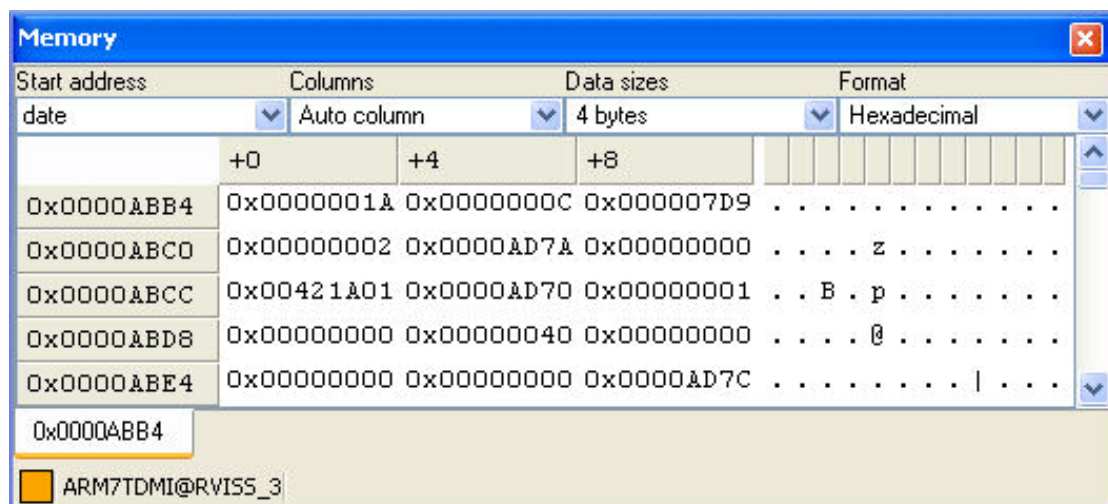 Memory
Start address Columns Data sizes Format
date Auto column 4 bytes Hexadecimal
+0 +4 +8
0x0000ABB4 0x0000001A 0x0000000C 0x000007D9 . . . . . . . . . . . .
0x0000ABC0 0x00000002 0x0000AD7A 0x00000000 . . . . z . . . . . . .
0x0000ABCC 0x00421A01 0x0000AD70 0x00000001 . . B . p . . . . . . .
0x0000ABD8 0x00000000 0x00000040 0x00000000 . . . . @ . . . . . . .
0x0000ABE4 0x00000000 0x00000000 0x0000AD7C . . . . . . . . | . . .
0x0000ABB4
ARM7TDMI@RVISS_3